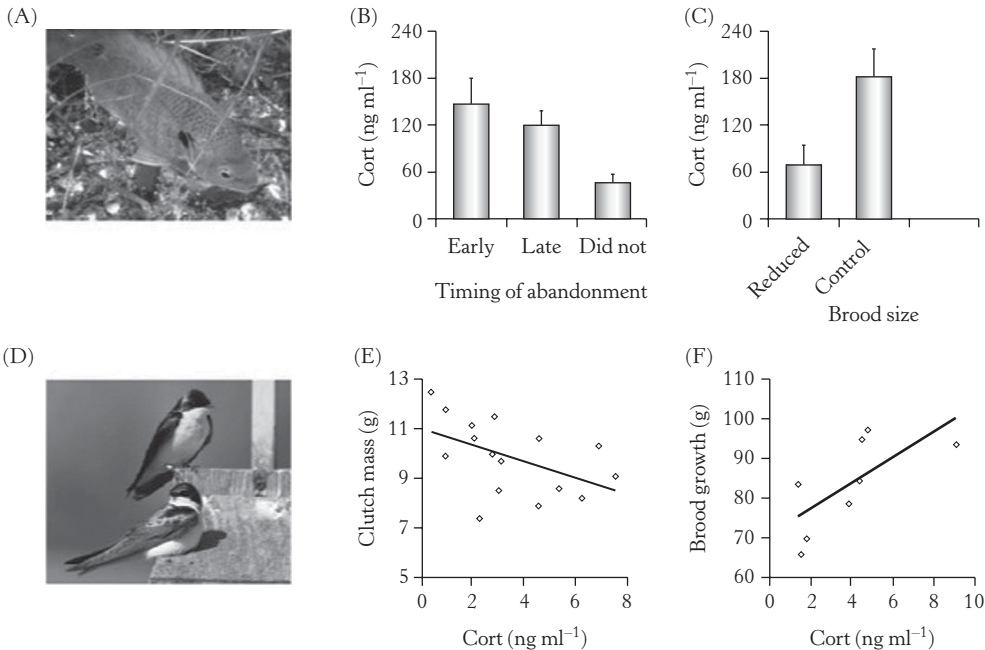 (A)
(B)
240
180
120
60
0
Cort (ng ml⁻¹)
Early Late Did not
Timing of abandonment
(C)
240
180
120
60
0
Cort (ng ml⁻¹)
Reduced
Control
Brood size
(D)
(E)
13
11
9
7
5
Clutch mass (g)
0 2 4 6 8
Cort (ng ml⁻¹)
(F)
110
100
90
80
70
60
Brood growth (g)
0 2 4 6 8 10
Cort (ng ml⁻¹)